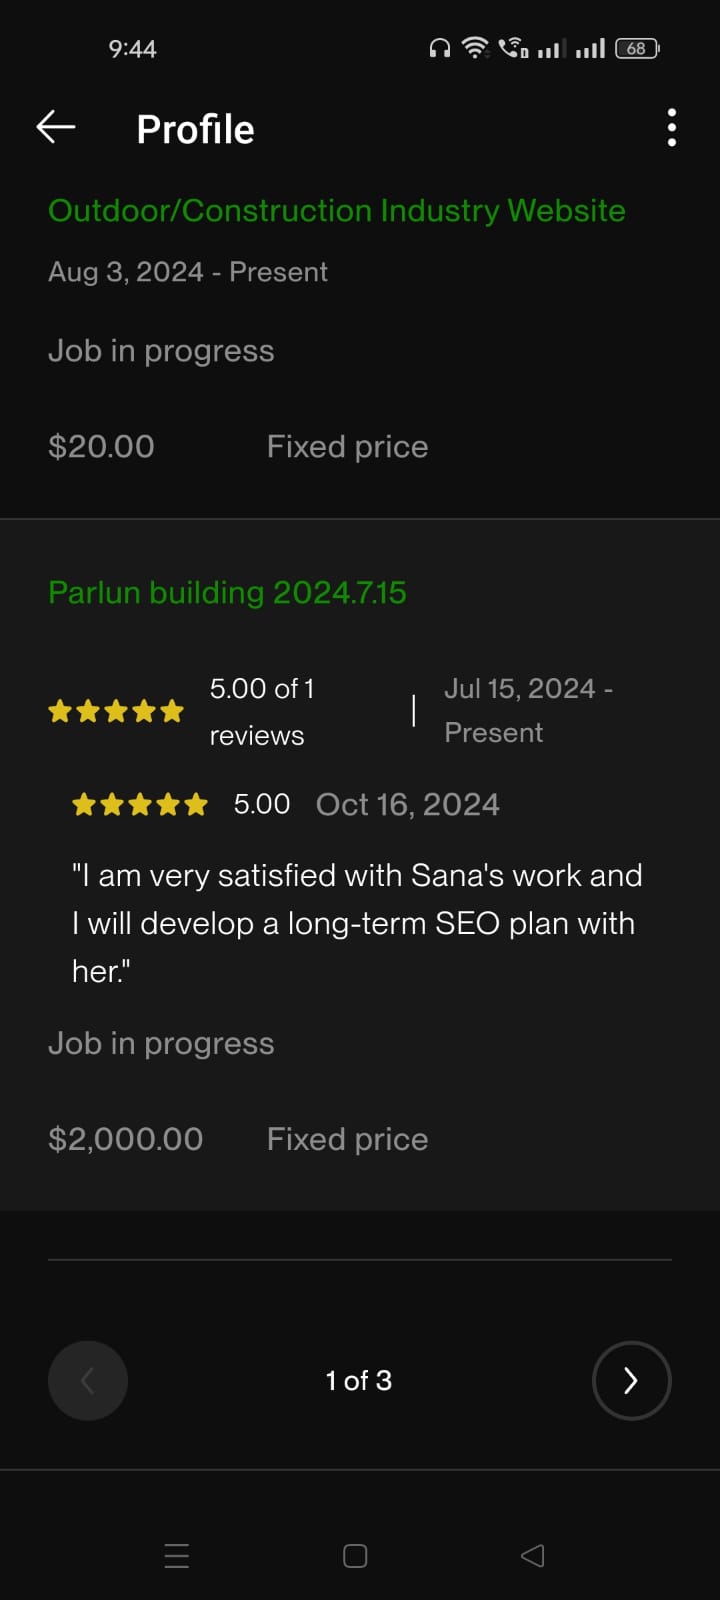 9:44
68
Profile
Outdoor/Construction Industry Website
Aug 3, 2024 - Present
Job in progress
$20.00 Fixed price
Parlun building 2024.7.15
5.00 of 1
reviews
|
Jul 15, 2024 -
Present
5.00 Oct 16, 2024
"I am very satisfied with Sana's work and
I will develop a long-term SEO plan with
her."
Job in progress
$2,000.00 Fixed price
1 of 3